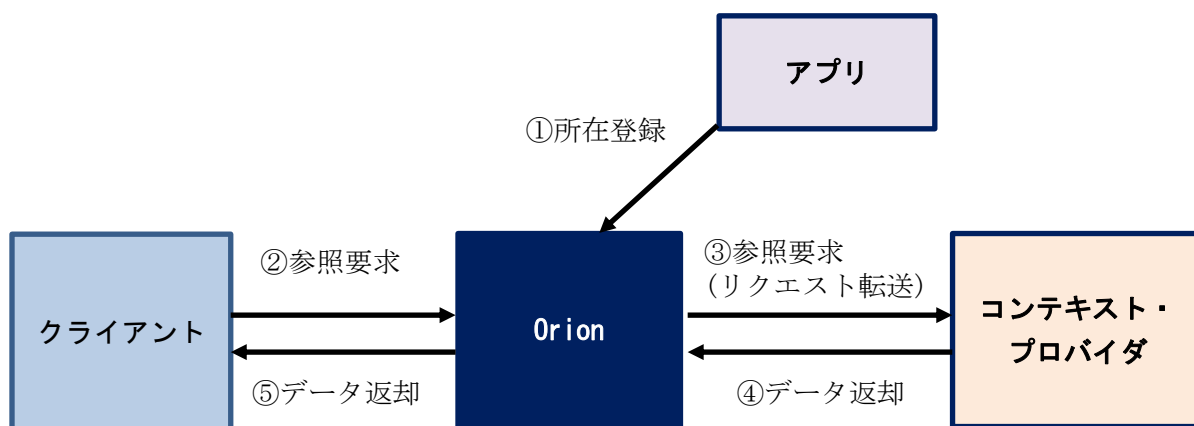 アプリ
①所在登録
②参照要求
③参照要求
(リクエスト転送)
クライアント
Orion
コンテキスト・
プロバイダ
⑤データ返却
④データ返却